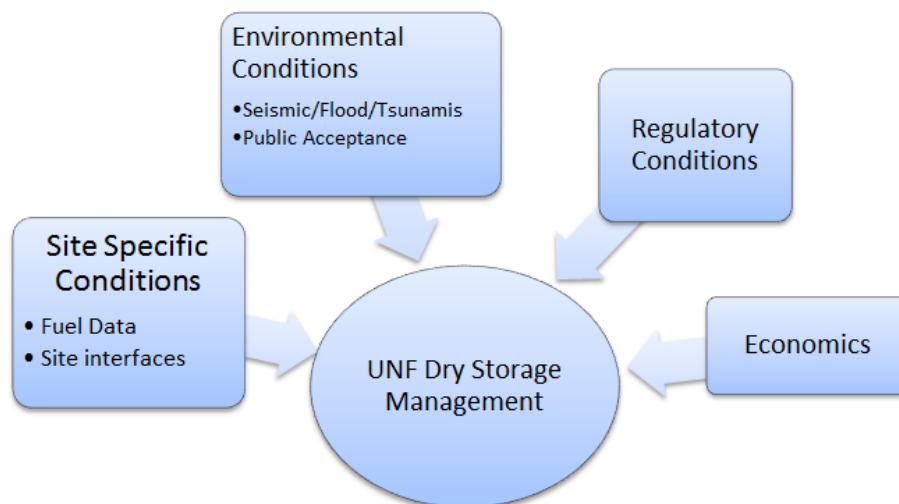 Environmental
Conditions
•Seismic/Flood/Tsunamis
•Public Acceptance
Regulatory
Conditions
Site Specific
Conditions
• Fuel Data
• Site interfaces
Economics
UNF Dry Storage
Management